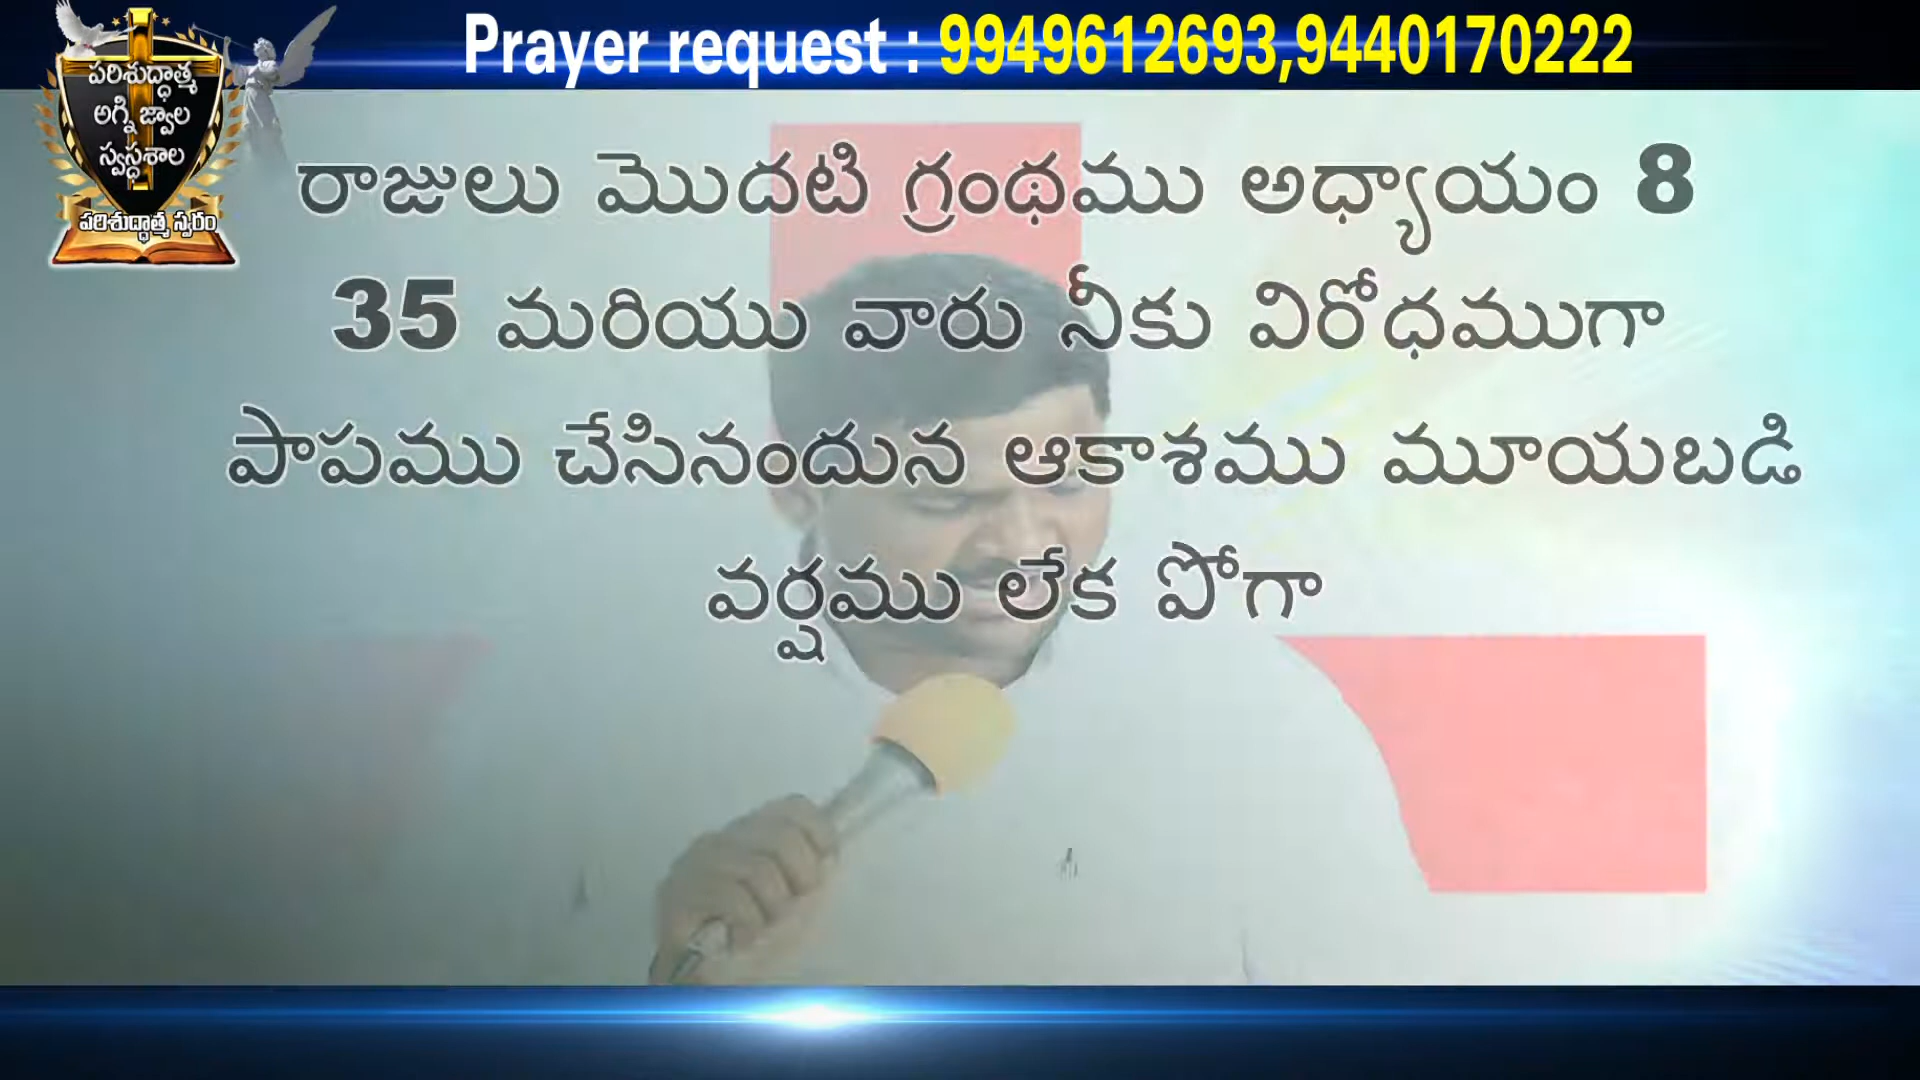 Prayer request : 9949612693,9440170222
పరిశుద్ధాత్మ
అగ్ని జ్వాల
స్వస్థశాల
పరిశుద్ధాత్మ స్వరం
రాజులు మొదటి గ్రంథము అధ్యాయం 8
35 మరియు వారు నీకు విరోధముగా
పాపము చేసినందున ఆకాశము మూయబడి
వర్షము లేక పోగా